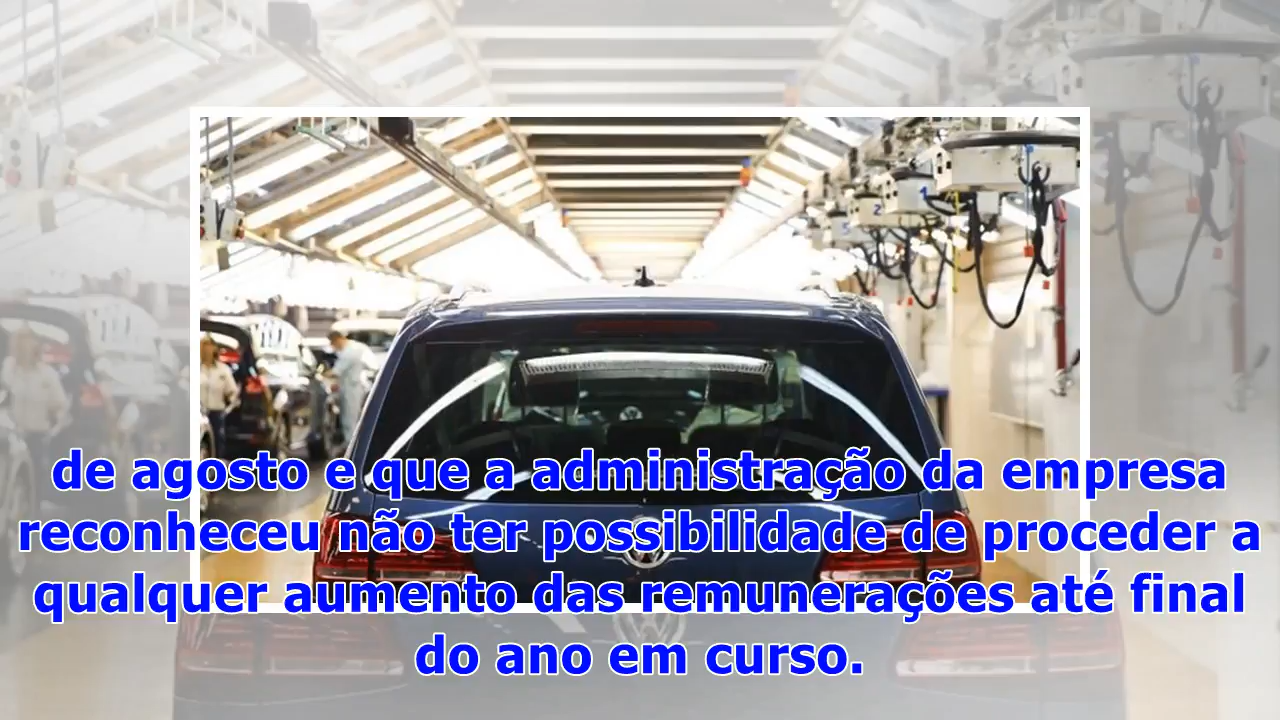 de agosto e que a administração da empresa
reconheceu não ter possibilidade de proceder a
qualquer aumento das remunerações até final
do ano em curso.